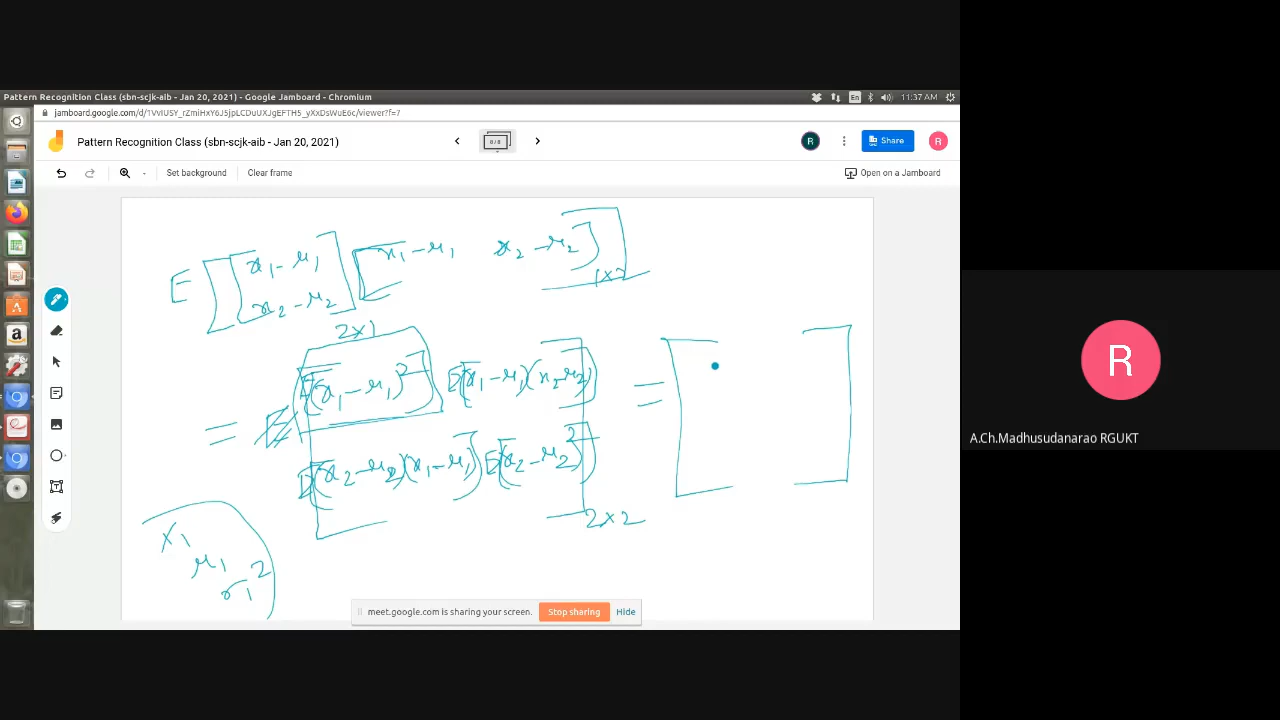 Pattern Recognition Class (sbn-scjk-aib - Jan 20, 2021) - Google Jamboard - Chromium
En 11:37 AM
Pattern Recognition Class (sbn-scjk-aib - Jan 20, 2021)
8/8
R
Share
R
Set background
Clear frame
Open on a Jamboard
E [ [ x₁ - μ₁
x₂ - μ₂ ] [ x₁ - μ₁ x₂ - μ₂ ] ]
2×1
1×2
= [ E[(x₁ - μ₁)²] E[(x₁ - μ₁)(x₂ - μ₂)]
E[(x₂ - μ₂)(x₁ - μ₁)] E[(x₂ - μ₂)²] ] = [ ]
2×2
X₁
μ₁
σ₁²
meet.google.com is sharing your screen.
Stop sharing
Hide
R
A.Ch.Madhusudanarao RGUKT